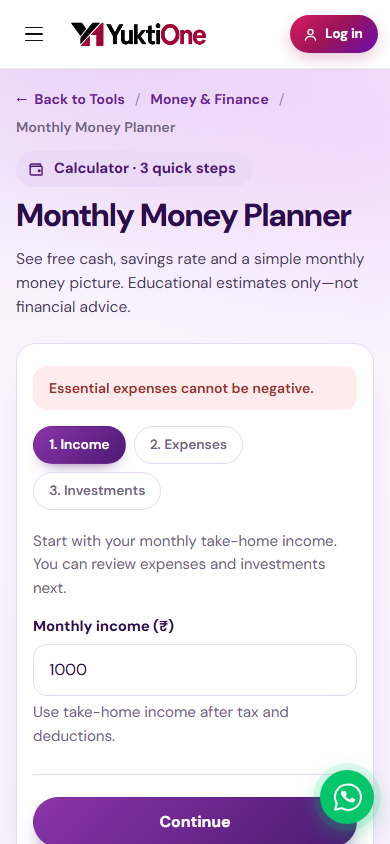 YuktiOne
Log in
← Back to Tools / Money & Finance /
Monthly Money Planner
Calculator · 3 quick steps
Monthly Money Planner
See free cash, savings rate and a simple monthly
money picture. Educational estimates only—not
financial advice.
Essential expenses cannot be negative.
1. Income
2. Expenses
3. Investments
Start with your monthly take-home income.
You can review expenses and investments
next.
Monthly income (₹)
1000
Use take-home income after tax and
deductions.
Continue